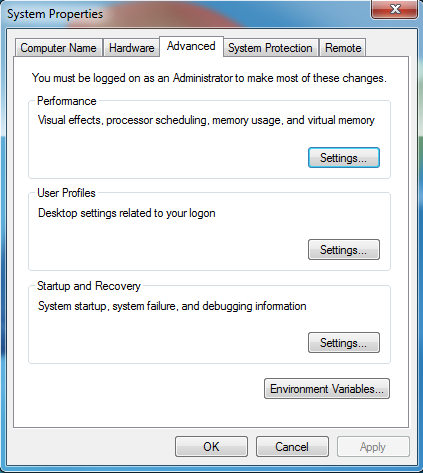 System Properties
Computer Name Hardware Advanced System Protection Remote
You must be logged on as an Administrator to make most of these changes.
Performance
Visual effects, processor scheduling, memory usage, and virtual memory
Settings...
User Profiles
Desktop settings related to your logon
Settings...
Startup and Recovery
System startup, system failure, and debugging information
Settings...
Environment Variables...
OK Cancel Apply